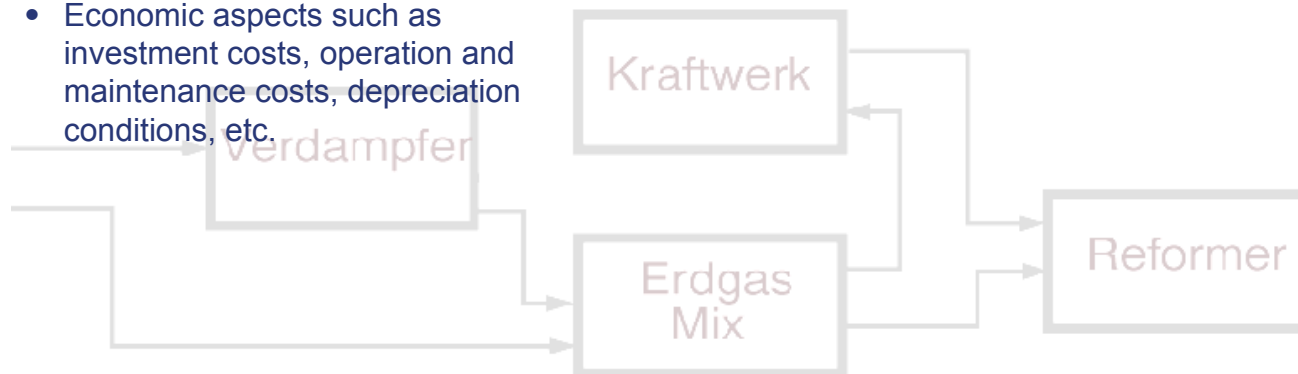 • Economic aspects such as
investment costs, operation and
maintenance costs, depreciation
conditions, etc.
Kraftwerk
Verdampfer
Erdgas
Mix
Reformer